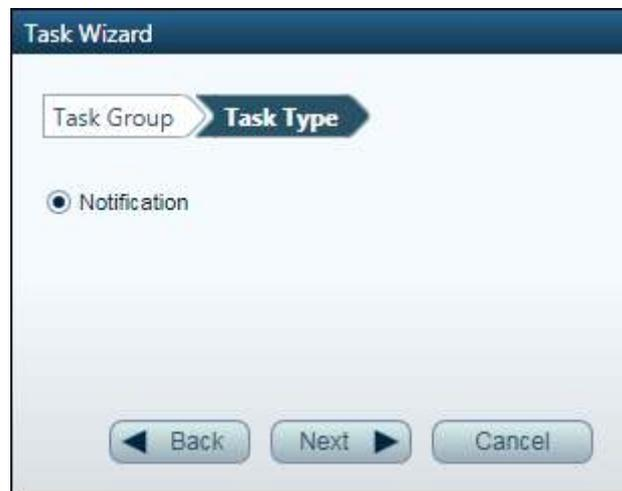 Task Wizard
Task Group Task Type
Notification
Back Next Cancel